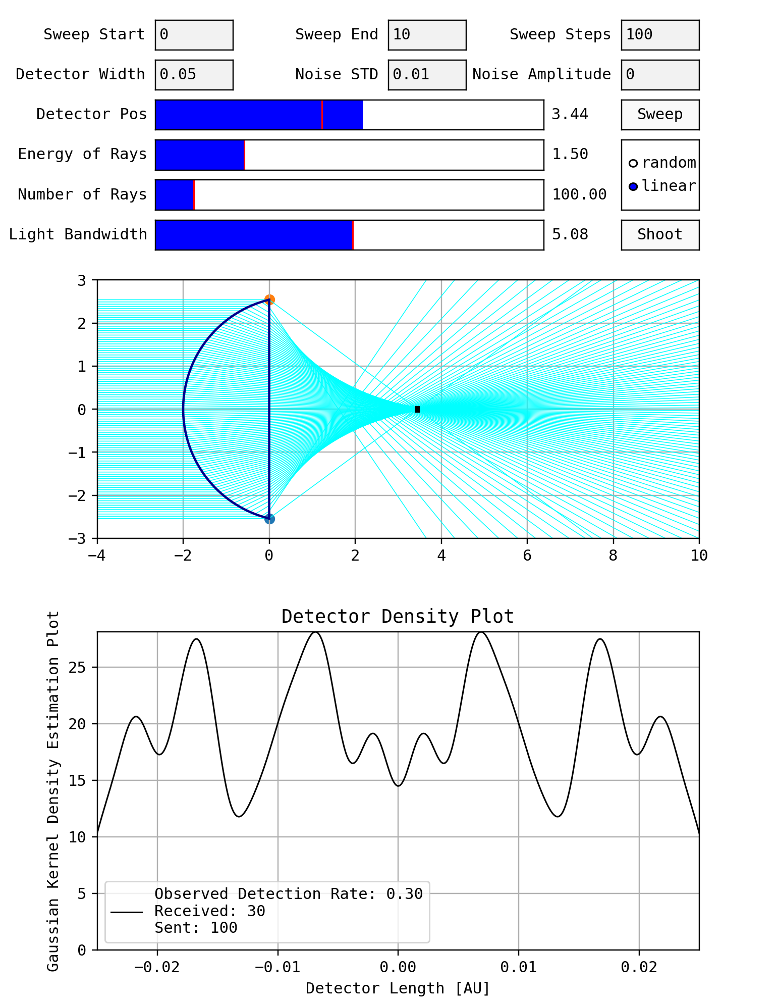 Sweep Start 0 Sweep End 10 Sweep Steps 100
Detector Width 0.05 Noise STD 0.01 Noise Amplitude 0
Detector Pos 3.44 Sweep
Energy of Rays 1.50
random
linear
Number of Rays 100.00
Light Bandwidth 5.08 Shoot
3
2
1
0
−1
−2
−3
−4 −2 0 2 4 6 8 10
Detector Density Plot
Gaussian Kernel Density Estimation Plot
25
20
15
10
5
0
Observed Detection Rate: 0.30
Received: 30
Sent: 100
−0.02 −0.01 0.00 0.01 0.02
Detector Length [AU]